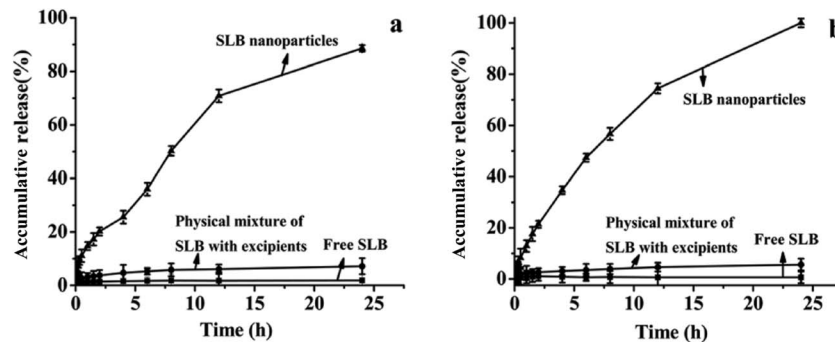 a
Accumulative release(%)
100
80
60
40
20
0
SLB nanoparticles
Physical mixture of
SLB with excipients
Free SLB
0 5 10 15 20 25
Time (h)
b
Accumulative release(%)
100
80
60
40
20
0
SLB nanoparticles
Physical mixture of
SLB with excipients
Free SLB
0 5 10 15 20 25
Time (h)